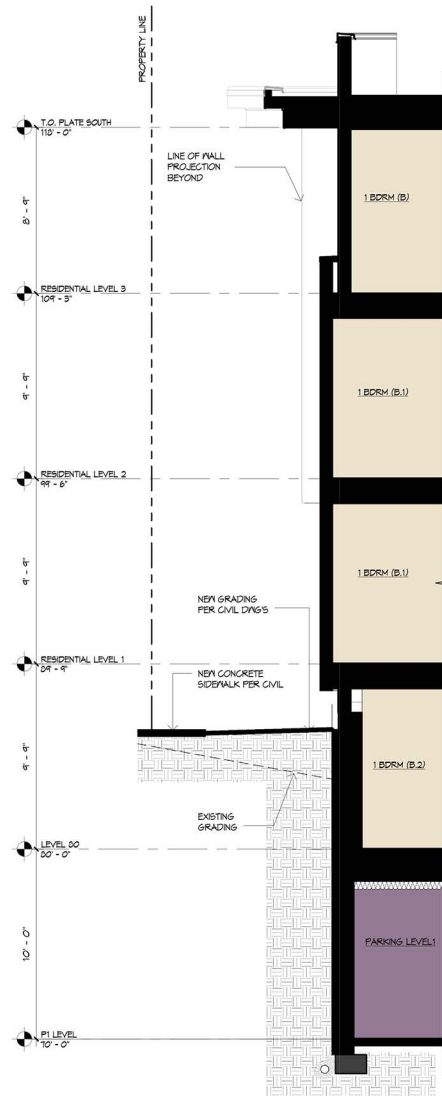 PROPERTY LINE
T.O. PLATE SOUTH
118' - 0"
LINE OF WALL
PROJECTION
BEYOND
1 BDRM (B)
8' - 9"
RESIDENTIAL LEVEL 3
109' - 3"
1 BDRM (B.1)
9' - 9"
RESIDENTIAL LEVEL 2
99' - 6"
1 BDRM (B.1)
9' - 9"
NEW GRADING
PER CIVIL DWG'S
RESIDENTIAL LEVEL 1
89' - 9"
NEW CONCRETE
SIDEWALK PER CIVIL
1 BDRM (B.2)
9' - 9"
EXISTING
GRADING
LEVEL 80
80' - 0"
PARKING LEVEL1
10' - 0"
P1 LEVEL
70' - 0"